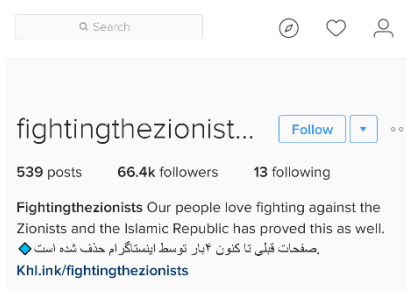 Search
fightingthezionist...
Follow
539 posts 66.4k followers 13 following
Fightingthezionists Our people love fighting against the
Zionists and the Islamic Republic has proved this as well.
صفحات قبلی تا کنون ۴بار توسط اینستاگرام حذف شده است.
Khl.ink/fightingthezionists